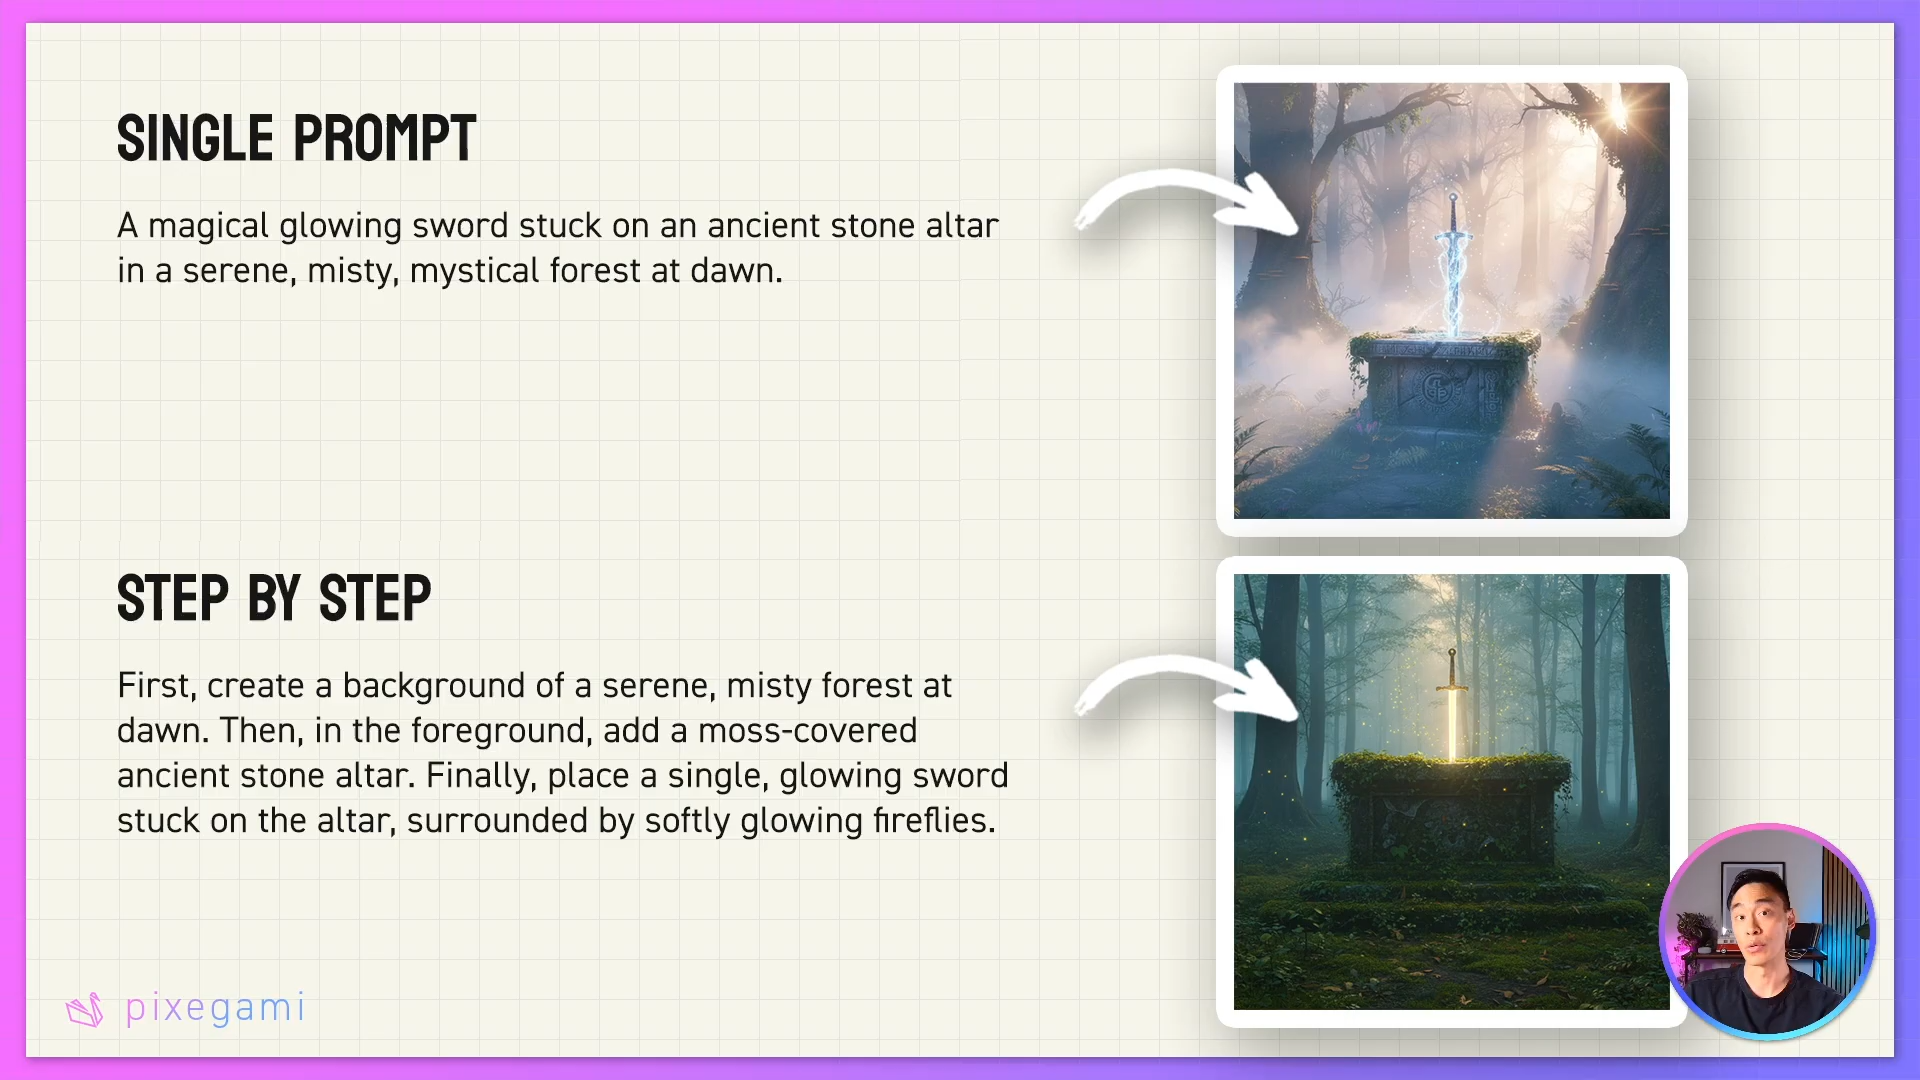 SINGLE PROMPT
A magical glowing sword stuck on an ancient stone altar
in a serene, misty, mystical forest at dawn.
STEP BY STEP
First, create a background of a serene, misty forest at
dawn. Then, in the foreground, add a moss-covered
ancient stone altar. Finally, place a single, glowing sword
stuck on the altar, surrounded by softly glowing fireflies.
pixegami